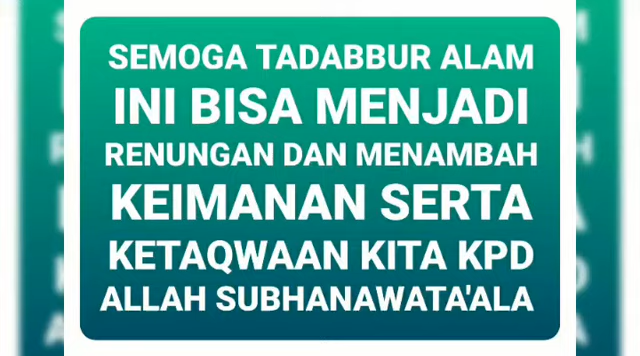 SEMOGA TADABBUR ALAM
INI BISA MENJADI
RENUNGAN DAN MENAMBAH
KEIMANAN SERTA
KETAQWAAN KITA KPD
ALLAH SUBHANAWATA'ALA